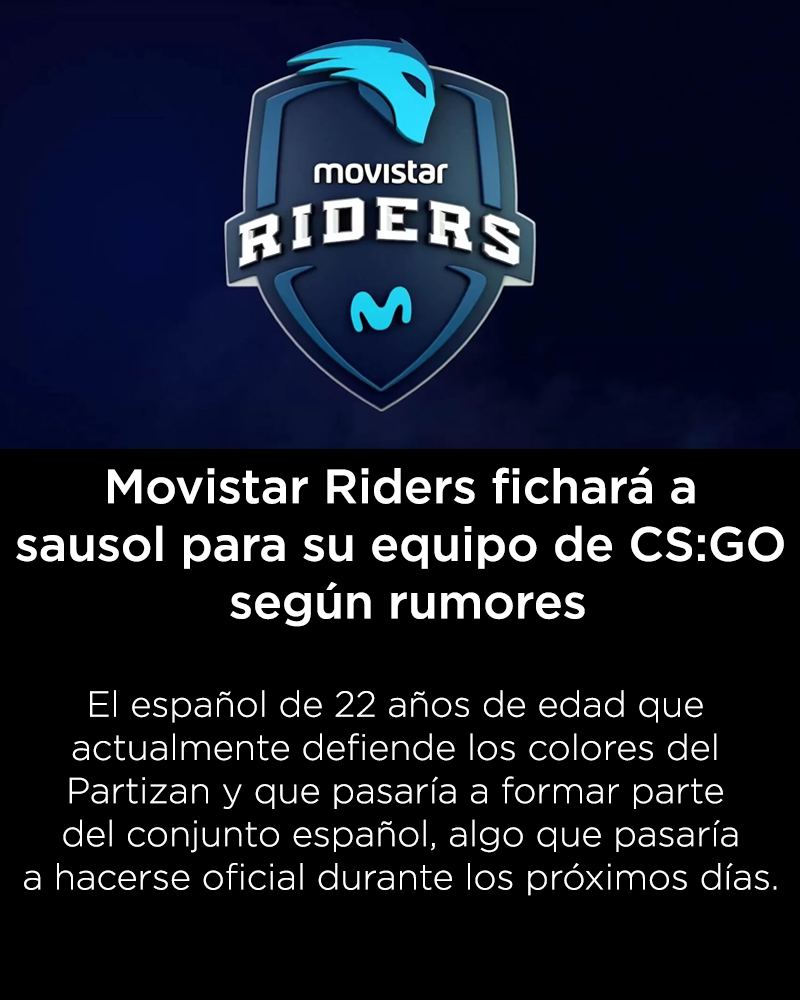 movistar
RIDERS
Movistar Riders fichará a
sausol para su equipo de CS:GO
según rumores
El español de 22 años de edad que
actualmente defiende los colores del
Partizan y que pasaría a formar parte
del conjunto español, algo que pasaría
a hacerse oficial durante los próximos días.